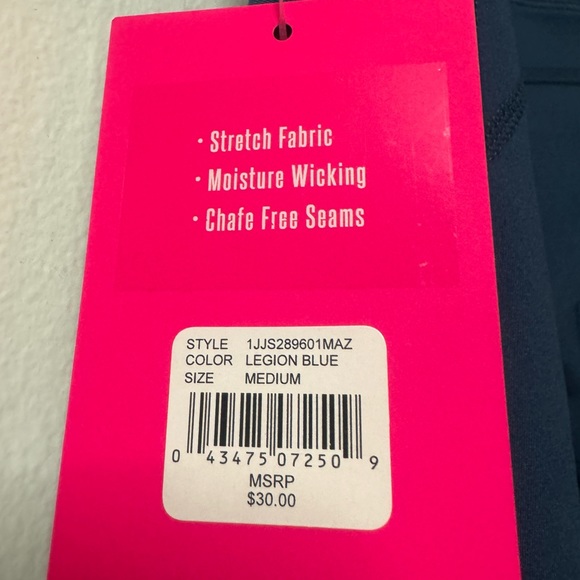 · Stretch Fabric
· Moisture Wicking
· Chafe Free Seams
STYLE 1JJS289601MAZ
COLOR LEGION BLUE
SIZE MEDIUM
0 43475 07250 9
MSRP
$30.00